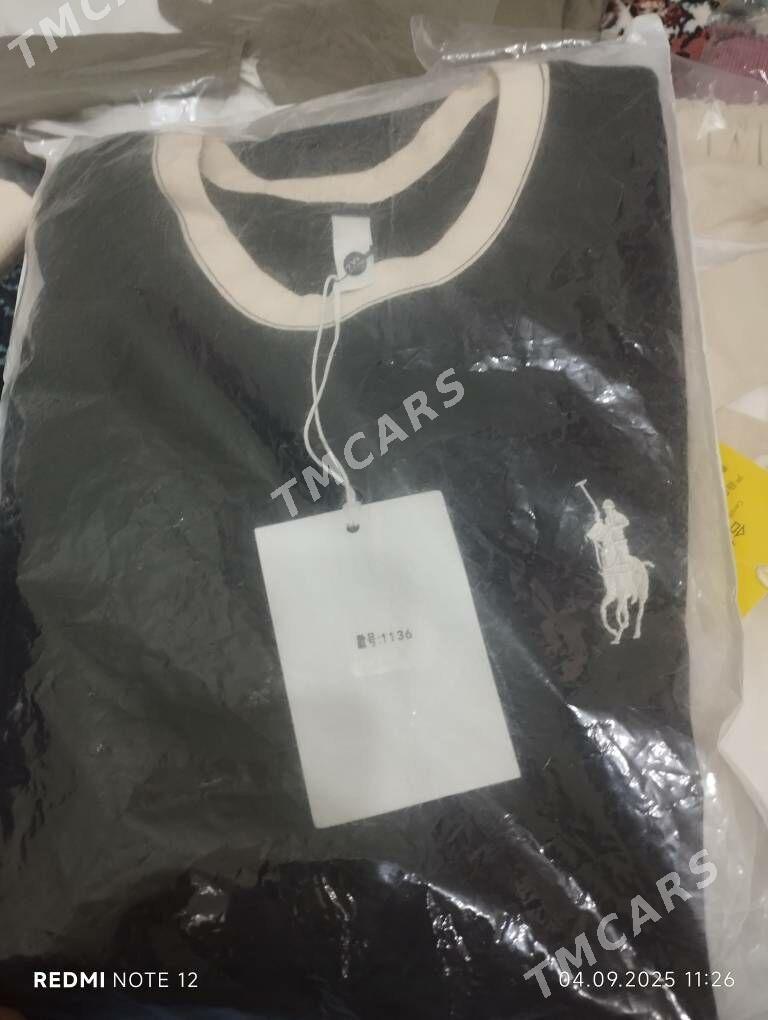 TMCARS
款号:1136
TMCARS
TMCARS
REDMI NOTE 12
04.09.2025 11:26